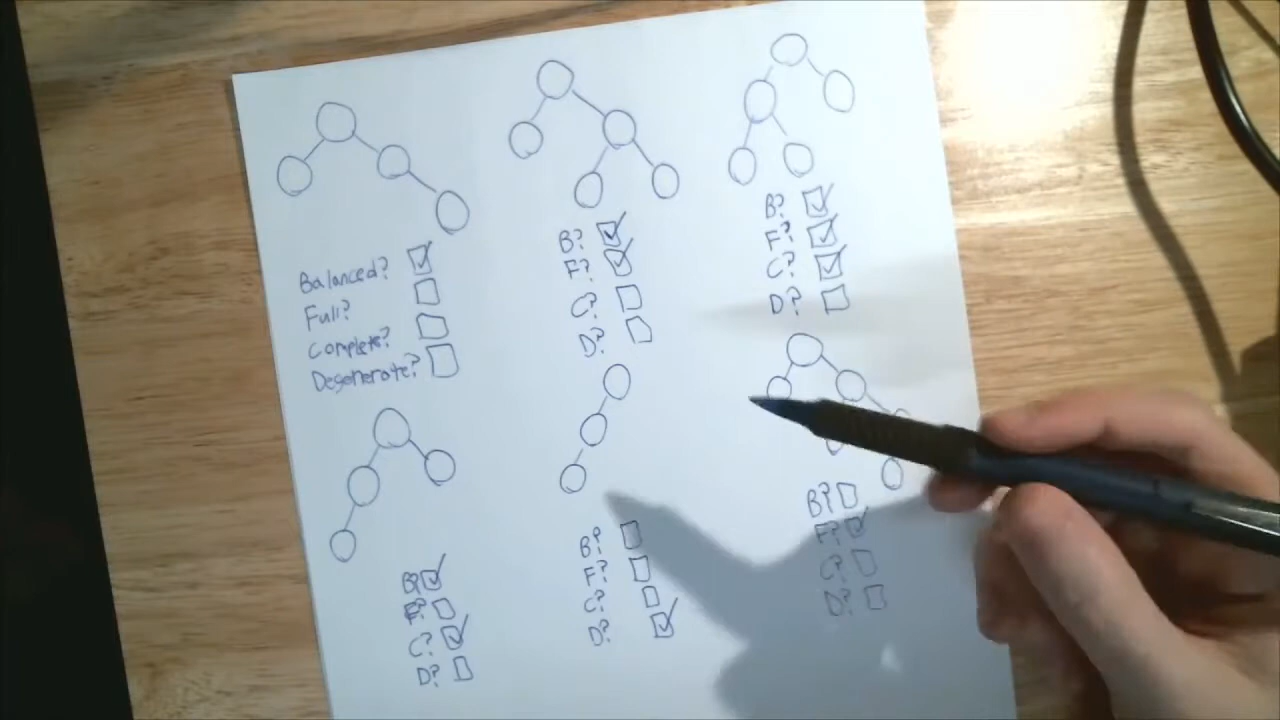 Balanced?
Full?
Complete?
Degenerate?
B?
F?
C?
D?
B?
F?
C?
D?
B?
F?
C?
D?
B?
F?
C?
D?
B?
F?
C?
D?